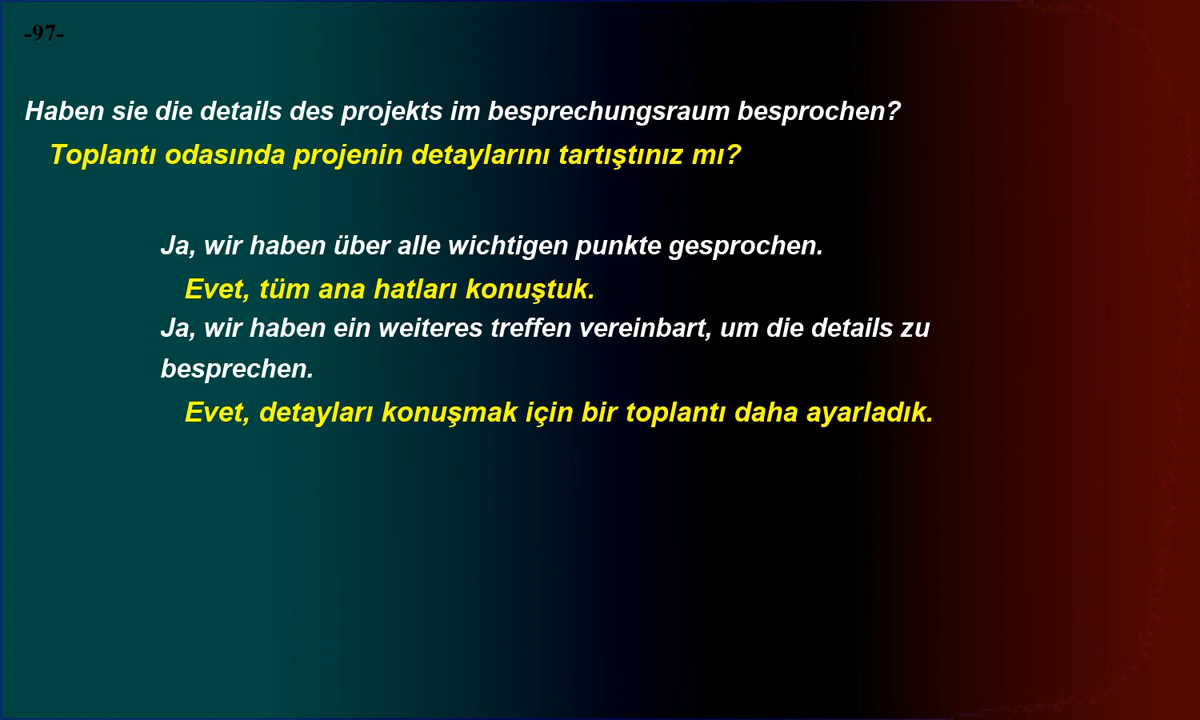 -97-
Haben sie die details des projekts im besprechungsraum besprochen?
Toplantı odasında projenin detaylarını tartıştınız mı?
Ja, wir haben über alle wichtigen punkte gesprochen.
Evet, tüm ana hatları konuştuk.
Ja, wir haben ein weiteres treffen vereinbart, um die details zu
besprechen.
Evet, detayları konuşmak için bir toplantı daha ayarladık.